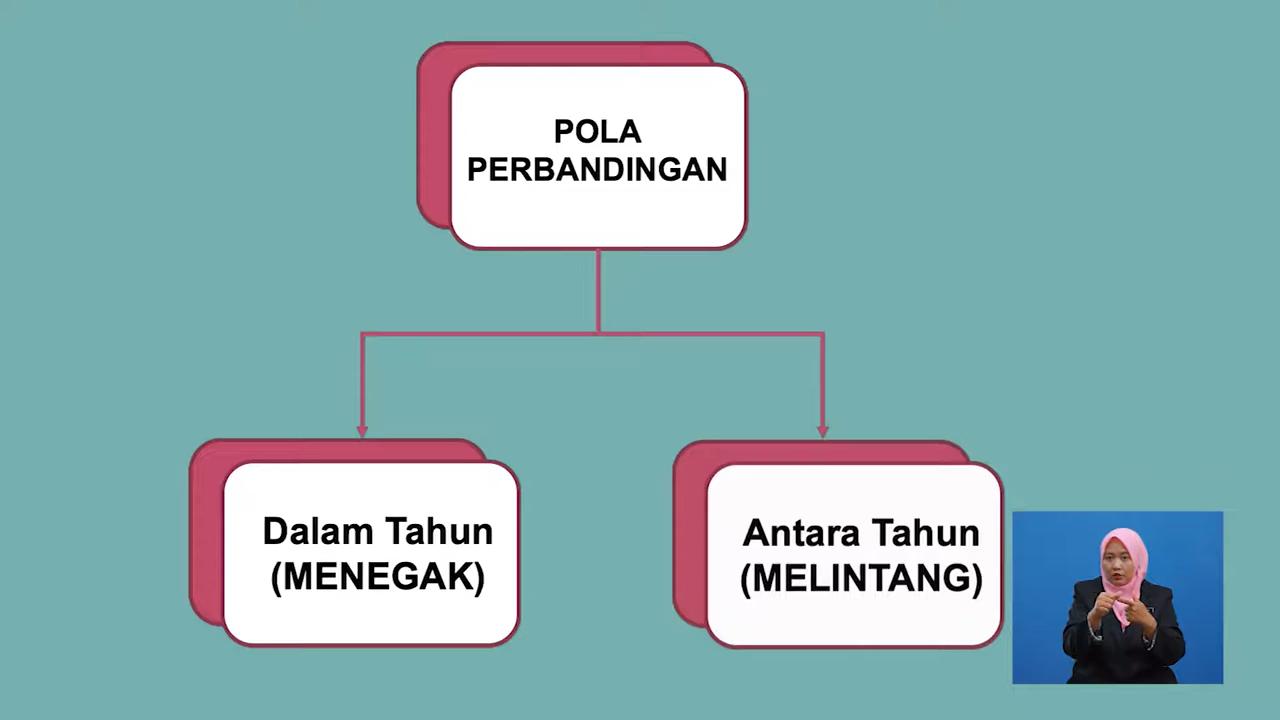 POLA
PERBANDINGAN
Dalam Tahun
(MENEGAK)
Antara Tahun
(MELINTANG)